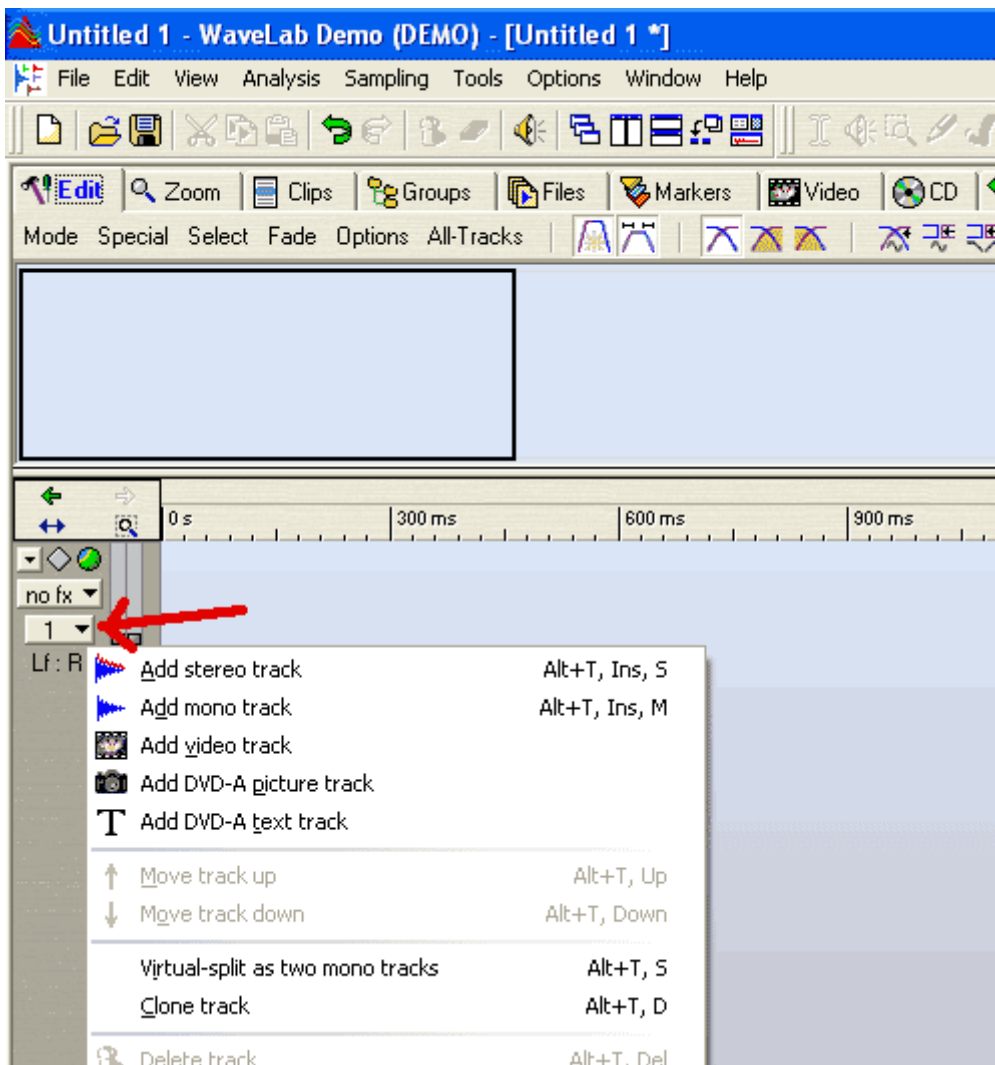 Untitled 1 - WaveLab Demo (DEMO) - [Untitled 1 *]
File Edit View Analysis Sampling Tools Options Window Help
Edit Zoom Clips Groups Files Markers Video CD
Mode Special Select Fade Options All-Tracks
0 s 300 ms 600 ms 900 ms
no fx
1
Lf : R
Add stereo track Alt+T, Ins, S
Add mono track Alt+T, Ins, M
Add video track
Add DVD-A picture track
T Add DVD-A text track
Move track up Alt+T, Up
Move track down Alt+T, Down
Virtual-split as two mono tracks Alt+T, S
Clone track Alt+T, D
Delete track Alt+T, Del